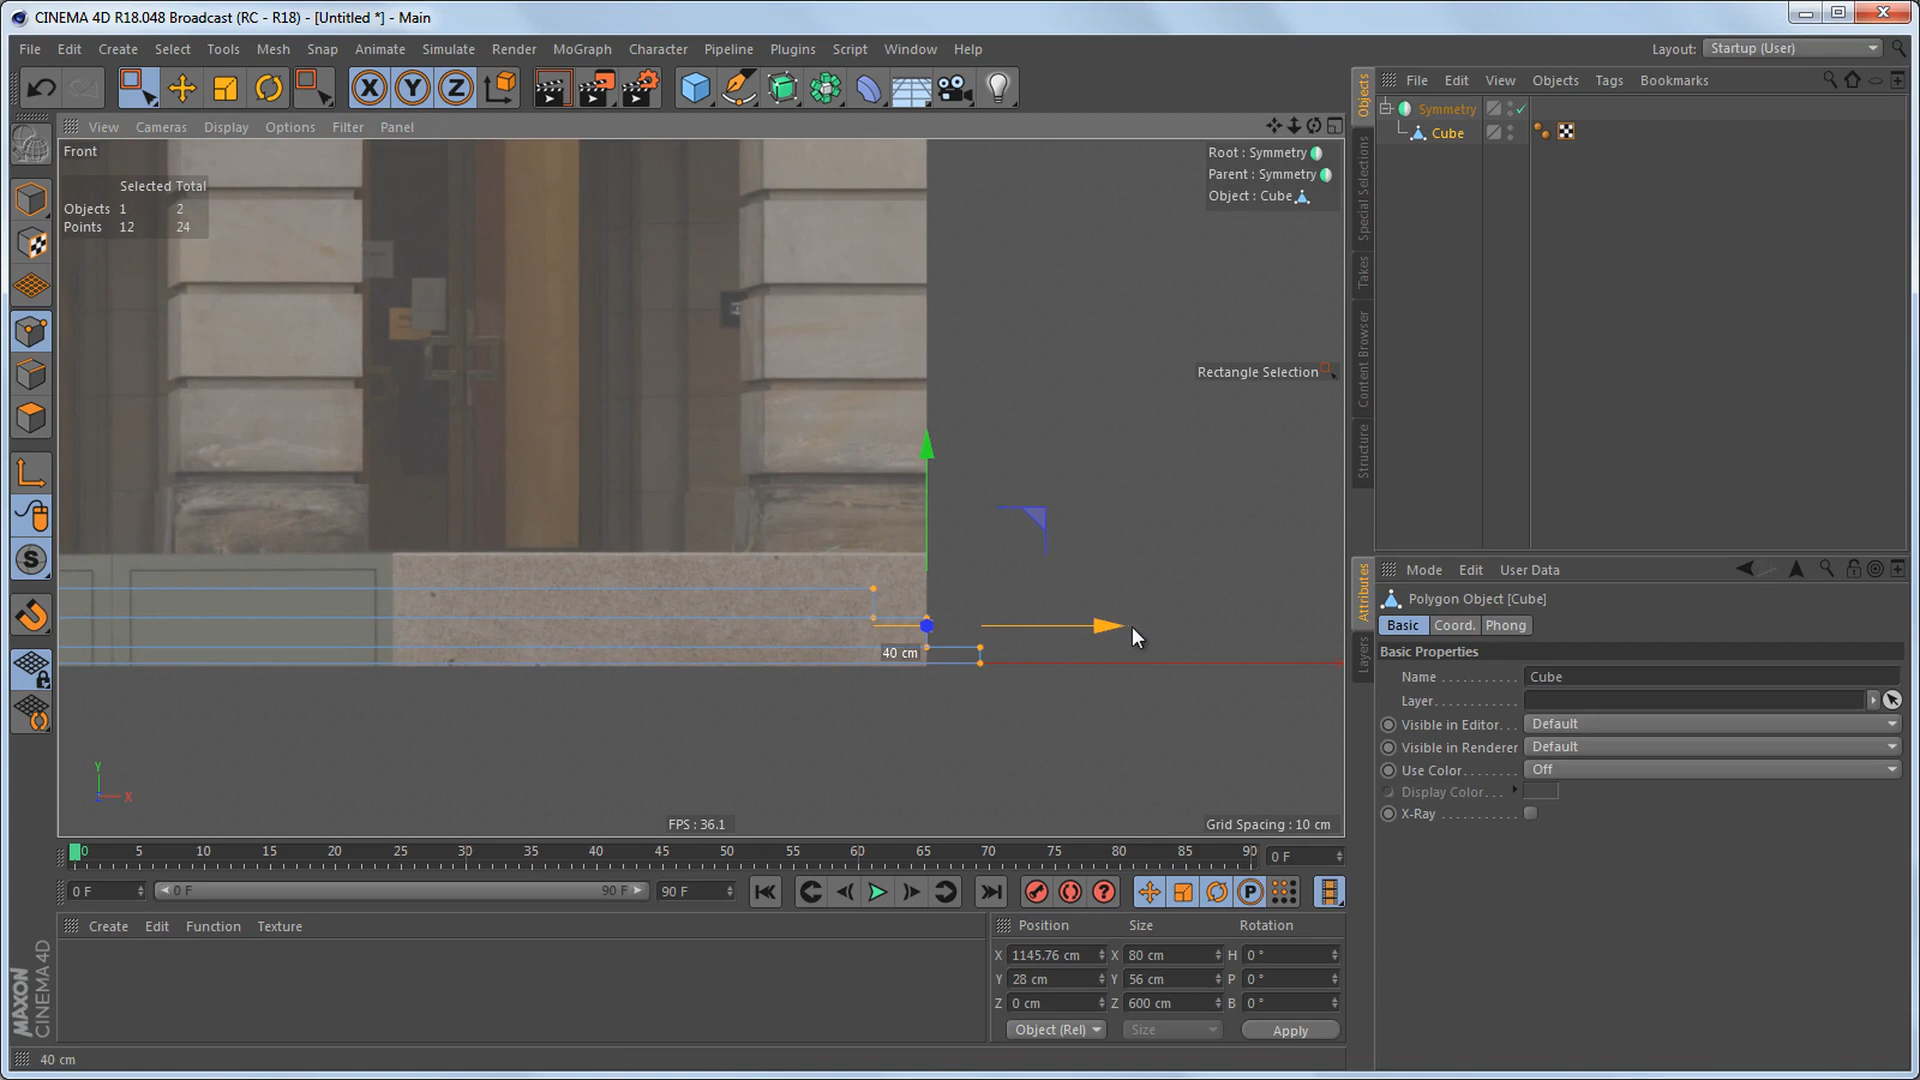 CINEMA 4D R18.048 Broadcast (RC - R18) - [Untitled *] - Main
File Edit Create Select Tools Mesh Snap Animate Simulate Render MoGraph Character Pipeline Plugins Script Window Help
Layout: Startup (User)
X Y Z
File Edit View Objects Tags Bookmarks
View Cameras Display Options Filter Panel
Front
Selected Total
Objects 1 2
Points 12 24
Root : Symmetry
Parent : Symmetry
Object : Cube
Rectangle Selection
40 cm
Y
X
FPS : 36.1
Grid Spacing : 10 cm
Objects
Special Selections
Takes
Content Browser
Structure
Symmetry
Cube
Attributes
Layers
Mode Edit User Data
Polygon Object [Cube]
Basic Coord. Phong
Basic Properties
Name . . . . . . . . . . . Cube
Layer. . . . . . . . . . . .
Visible in Editor. . . Default
Visible in Renderer Default
Use Color. . . . . . . Off
Display Color. . .
X-Ray . . . . . . . . . . .
0 5 10 15 20 25 30 35 40 45 50 55 60 65 70 75 80 85 90
0 F
0 F 0 F 90 F 90 F
P
S
Create Edit Function Texture
Position Size Rotation
X 1145.76 cm X 80 cm H 0 °
Y 28 cm Y 56 cm P 0 °
Z 0 cm Z 600 cm B 0 °
Object (Rel) Size Apply
MAXON
CINEMA 4D
40 cm